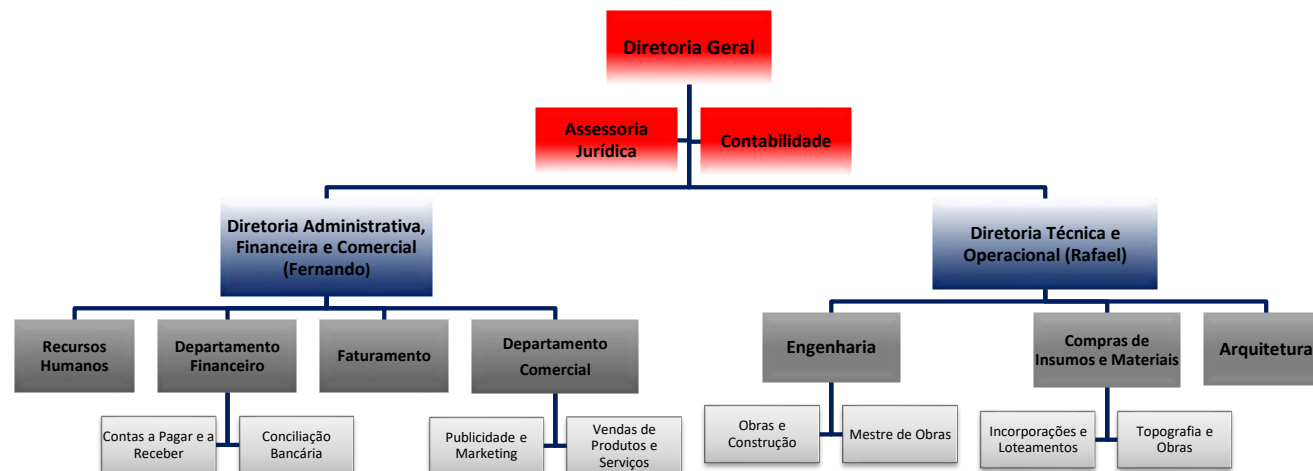 Diretoria Geral
Assessoria
Jurídica
Contabilidade
Diretoria Administrativa,
Financeira e Comercial
(Fernando)
Diretoria Técnica e
Operacional (Rafael)
Recursos
Humanos
Departamento
Financeiro
Faturamento
Departamento
Comercial
Engenharia
Compras de
Insumos e Materiais
Arquitetura
Contas a Pagar e a
Receber
Conciliação
Bancária
Publicidade e
Marketing
Vendas de
Produtos e
Serviços
Obras e
Construção
Mestre de Obras
Incorporações e
Loteamentos
Topografia e
Obras